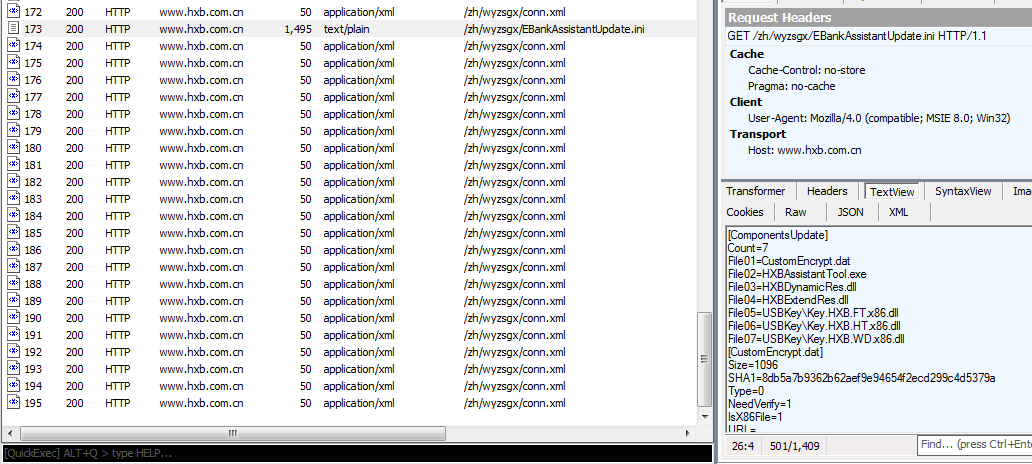 172 200 HTTP www.hxb.com.cn 50 application/xml /zh/wyzsgx/conn.xml
173 200 HTTP www.hxb.com.cn 1,495 text/plain /zh/wyzsgx/EBankAssistantUpdate.ini
174 200 HTTP www.hxb.com.cn 50 application/xml /zh/wyzsgx/conn.xml
175 200 HTTP www.hxb.com.cn 50 application/xml /zh/wyzsgx/conn.xml
176 200 HTTP www.hxb.com.cn 50 application/xml /zh/wyzsgx/conn.xml
177 200 HTTP www.hxb.com.cn 50 application/xml /zh/wyzsgx/conn.xml
178 200 HTTP www.hxb.com.cn 50 application/xml /zh/wyzsgx/conn.xml
179 200 HTTP www.hxb.com.cn 50 application/xml /zh/wyzsgx/conn.xml
180 200 HTTP www.hxb.com.cn 50 application/xml /zh/wyzsgx/conn.xml
181 200 HTTP www.hxb.com.cn 50 application/xml /zh/wyzsgx/conn.xml
182 200 HTTP www.hxb.com.cn 50 application/xml /zh/wyzsgx/conn.xml
183 200 HTTP www.hxb.com.cn 50 application/xml /zh/wyzsgx/conn.xml
184 200 HTTP www.hxb.com.cn 50 application/xml /zh/wyzsgx/conn.xml
185 200 HTTP www.hxb.com.cn 50 application/xml /zh/wyzsgx/conn.xml
186 200 HTTP www.hxb.com.cn 50 application/xml /zh/wyzsgx/conn.xml
187 200 HTTP www.hxb.com.cn 50 application/xml /zh/wyzsgx/conn.xml
188 200 HTTP www.hxb.com.cn 50 application/xml /zh/wyzsgx/conn.xml
189 200 HTTP www.hxb.com.cn 50 application/xml /zh/wyzsgx/conn.xml
190 200 HTTP www.hxb.com.cn 50 application/xml /zh/wyzsgx/conn.xml
191 200 HTTP www.hxb.com.cn 50 application/xml /zh/wyzsgx/conn.xml
192 200 HTTP www.hxb.com.cn 50 application/xml /zh/wyzsgx/conn.xml
193 200 HTTP www.hxb.com.cn 50 application/xml /zh/wyzsgx/conn.xml
194 200 HTTP www.hxb.com.cn 50 application/xml /zh/wyzsgx/conn.xml
195 200 HTTP www.hxb.com.cn 50 application/xml /zh/wyzsgx/conn.xml
[QuickExec] ALT+Q > type HELP...
Request Headers
GET /zh/wyzsgx/EBankAssistantUpdate.ini HTTP/1.1
Cache
Cache-Control: no-store
Pragma: no-cache
Client
User-Agent: Mozilla/4.0 (compatible; MSIE 8.0; Win32)
Transport
Host: www.hxb.com.cn
Transformer Headers TextView SyntaxView Ima
Cookies Raw JSON XML
[ComponentsUpdate]
Count=7
File01=CustomEncrypt.dat
File02=HXBAssistantTool.exe
File03=HXBDynamicRes.dll
File04=HXBExtendRes.dll
File05=USBKey\Key.HXB.FT.x86.dll
File06=USBKey\Key.HXB.HT.x86.dll
File07=USBKey\Key.HXB.WD.x86.dll
[CustomEncrypt.dat]
Size=1096
SHA1=8db5a7b9362b62aef9e94654f2ecd299c4d5379a
Type=0
NeedVerify=1
IsX86File=1
URL=
26:4 501/1,409 Find... (press Ctrl+Ente